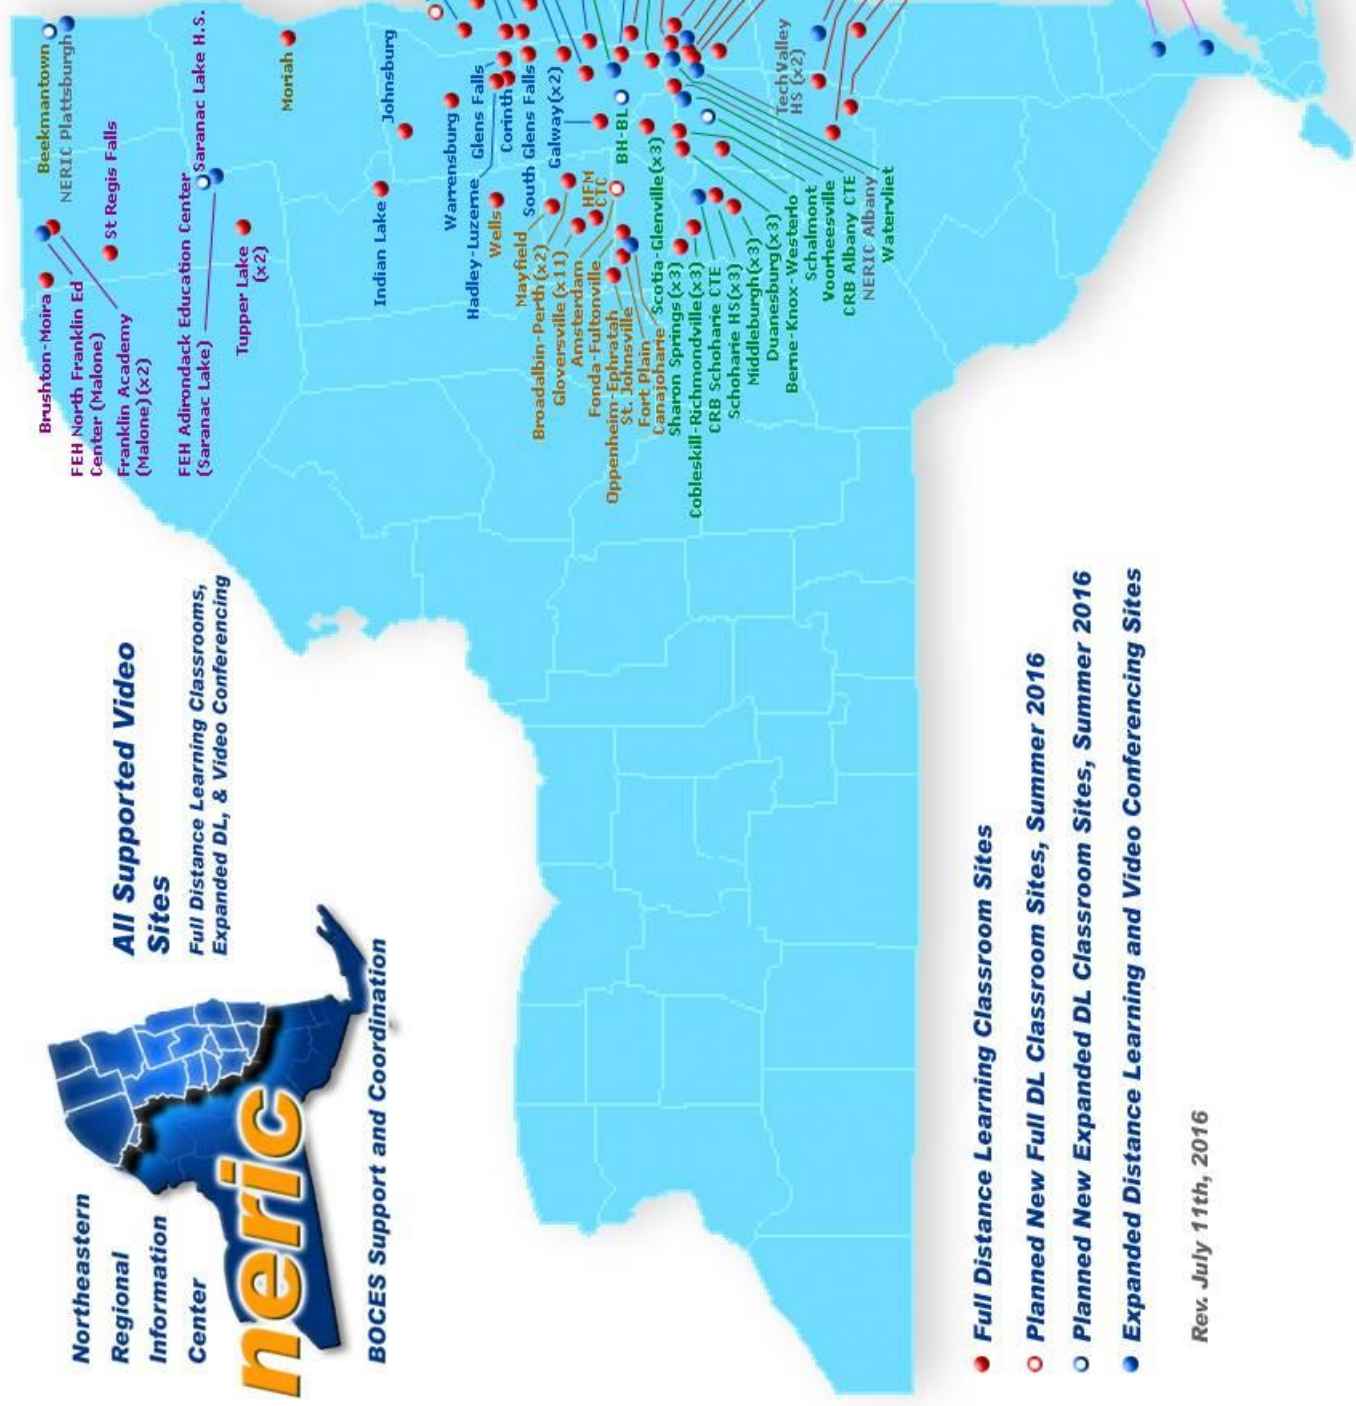 Northeastern
Regional
Information
Center
neric
BOCES Support and Coordination
All Supported Video
Sites
Full Distance Learning Classrooms,
Expanded DL, & Video Conferencing
Brushton-Moira
FEH North Franklin Ed
Center (Malone)
Franklin Academy
(Malone)(x2)
FEH Adirondack Education Center
(Saranac Lake)
Beekmantown
NERIC Plattsburgh
St Regis Falls
Saranac Lake H.S.
Tupper Lake
(x2)
Moriah
Indian Lake
Johnsburg
Warrensburg
Hadley-Luzerne
Glens Falls
Wells
Corinth
Mayfield
South Glens Falls
Broadalbin-Perth(x2)
Galway(x2)
Gloversville(x11)
Amsterdam
HFM
CTC
Fonda-Fultonville
Oppenheim-Ephratah
St. Johnsville
BH-BL
Fort Plain
Canajoharie
Scotia-Glenville(x3)
Sharon Springs(x3)
Cobleskill-Richmondville(x3)
CRB Schoharie CTE
Schoharie HS(x3)
Middleburgh(x3)
Duanesburg(x3)
Berne-Knox-Westerlo
TechValley
HS (x2)
Schalmont
Voorheesville
CRB Albany CTE
NERIC Albany
Watervliet
Full Distance Learning Classroom Sites
Planned New Full DL Classroom Sites, Summer 2016
Planned New Expanded DL Classroom Sites, Summer 2016
Expanded Distance Learning and Video Conferencing Sites
Rev. July 11th, 2016